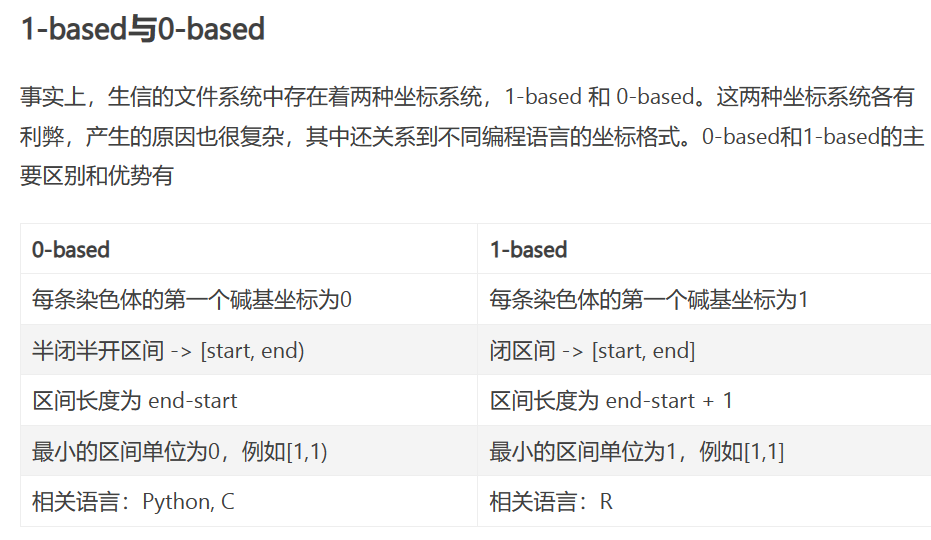 1-based与0-based
事实上，生信的文件系统中存在着两种坐标系统，1-based 和 0-based。这两种坐标系统各有
利弊，产生的原因也很复杂，其中还关系到不同编程语言的坐标格式。0-based和1-based的主
要区别和优势有
0-based 1-based
每条染色体的第一个碱基坐标为0 每条染色体的第一个碱基坐标为1
半闭半开区间 -> [start, end) 闭区间 -> [start, end]
区间长度为 end-start 区间长度为 end-start + 1
最小的区间单位为0，例如[1,1) 最小的区间单位为1，例如[1,1]
相关语言：Python, C 相关语言：R